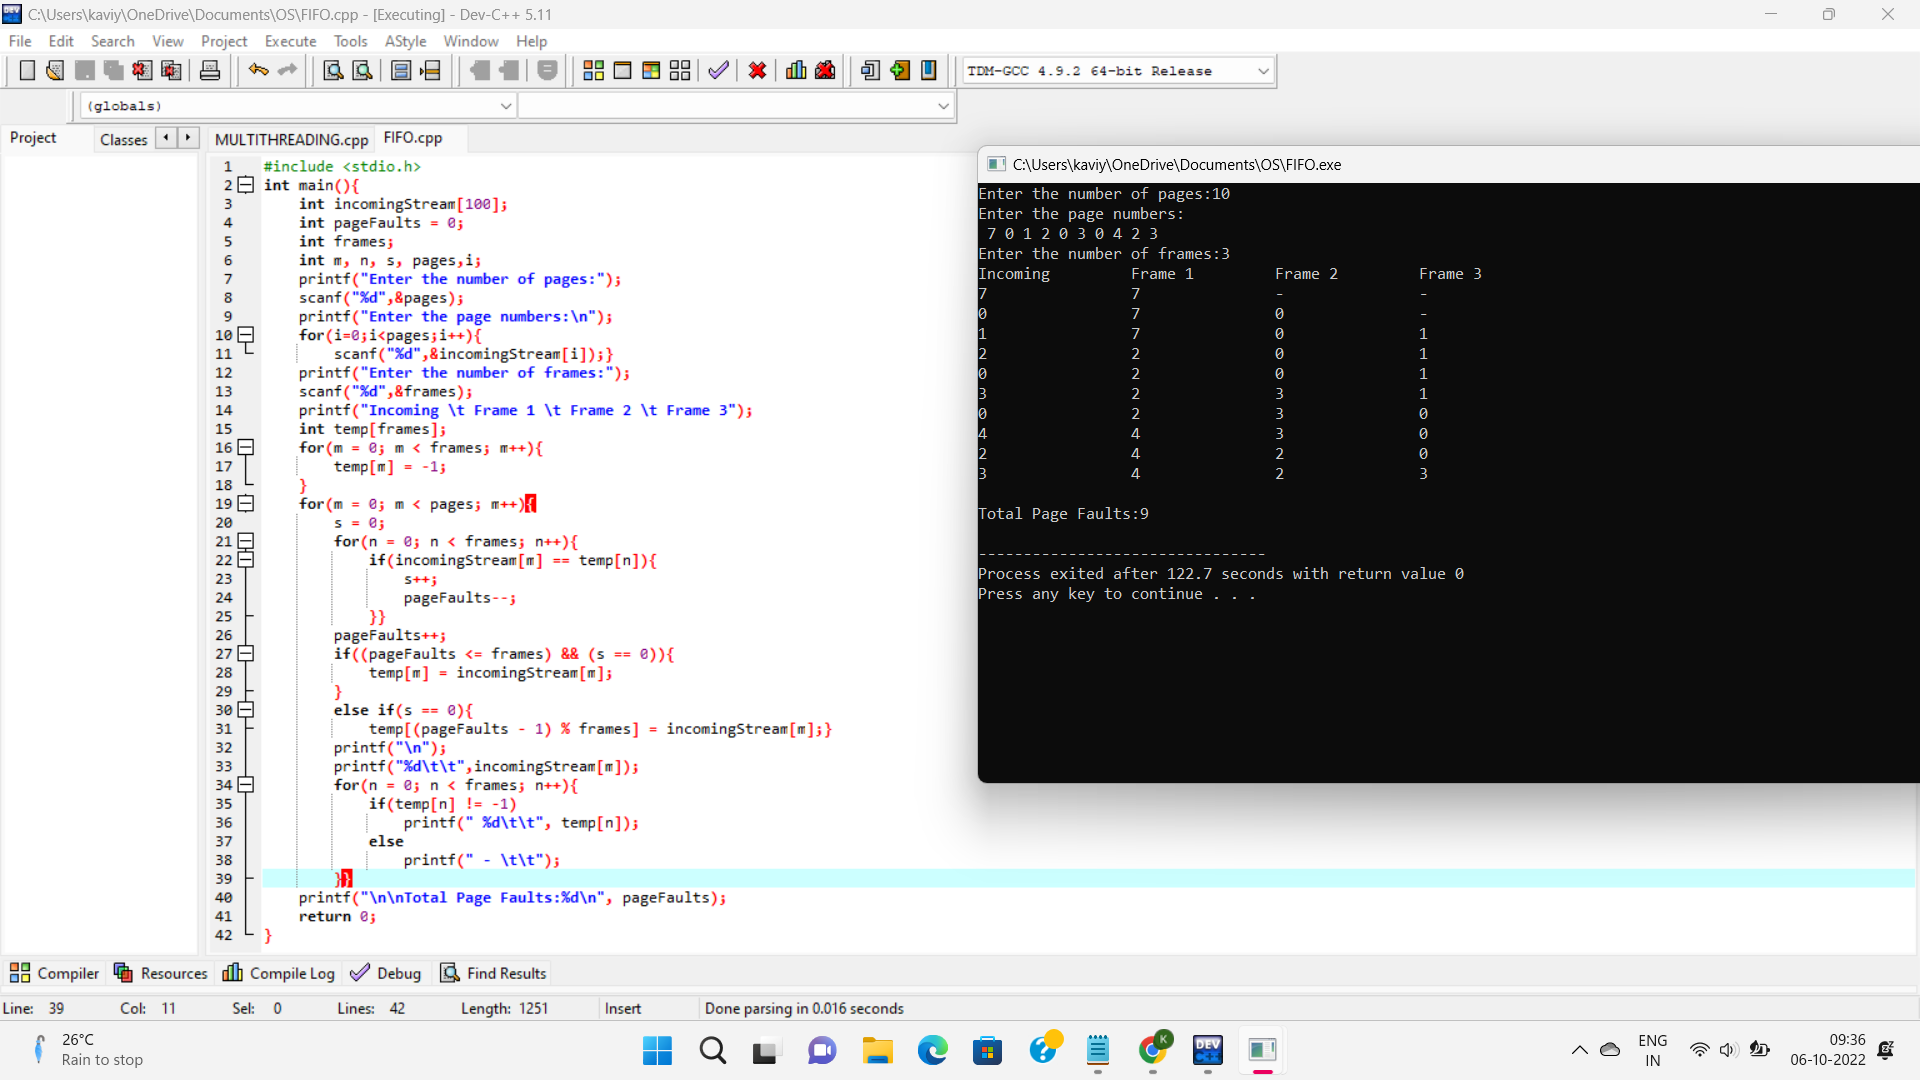 C:\Users\kaviy\OneDrive\Documents\OS\FIFO.cpp - [Executing] - Dev-C++ 5.11
File Edit Search View Project Execute Tools AStyle Window Help
TDM-GCC 4.9.2 64-bit Release
(globals)
Project Classes MULTITHREADING.cpp FIFO.cpp
1 #include <stdio.h>
2 int main(){
3 int incomingStream[100];
4 int pageFaults = 0;
5 int frames;
6 int m, n, s, pages,i;
7 printf("Enter the number of pages:");
8 scanf("%d",&pages);
9 printf("Enter the page numbers:\n");
10 for(i=0;i<pages;i++){
11 scanf("%d",&incomingStream[i]);}
12 printf("Enter the number of frames:");
13 scanf("%d",&frames);
14 printf("Incoming \t Frame 1 \t Frame 2 \t Frame 3");
15 int temp[frames];
16 for(m = 0; m < frames; m++){
17 temp[m] = -1;
18 }
19 for(m = 0; m < pages; m++){
20 s = 0;
21 for(n = 0; n < frames; n++){
22 if(incomingStream[m] == temp[n]){
23 s++;
24 pageFaults--;
25 }}
26 pageFaults++;
27 if((pageFaults <= frames) && (s == 0)){
28 temp[m] = incomingStream[m];
29 }
30 else if(s == 0){
31 temp[(pageFaults - 1) % frames] = incomingStream[m];}
32 printf("\n");
33 printf("%d\t\t",incomingStream[m]);
34 for(n = 0; n < frames; n++){
35 if(temp[n] != -1)
36 printf(" %d\t\t", temp[n]);
37 else
38 printf(" - \t\t");
39 }}
40 printf("\n\nTotal Page Faults:%d\n", pageFaults);
41 return 0;
42 }
C:\Users\kaviy\OneDrive\Documents\OS\FIFO.exe
Enter the number of pages:10
Enter the page numbers:
7 0 1 2 0 3 0 4 2 3
Enter the number of frames:3
Incoming Frame 1 Frame 2 Frame 3
7 7 - -
0 7 0 -
1 7 0 1
2 2 0 1
0 2 0 1
3 2 3 1
0 2 3 0
4 4 3 0
2 4 2 0
3 4 2 3
Total Page Faults:9
--------------------------------
Process exited after 122.7 seconds with return value 0
Press any key to continue . . .
Compiler Resources Compile Log Debug Find Results
Line: 39 Col: 11 Sel: 0 Lines: 42 Length: 1251 Insert Done parsing in 0.016 seconds
26°C
Rain to stop
K
DEV
ENG
IN
09:36
06-10-2022